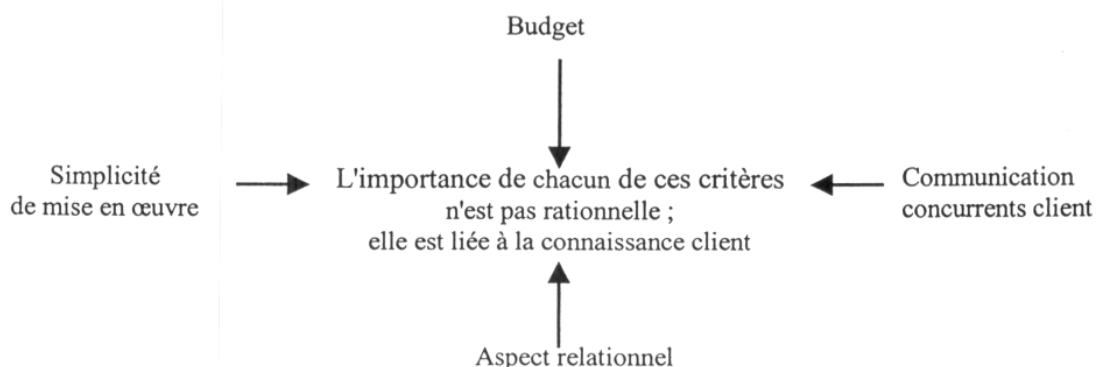 Budget
Simplicité
de mise en œuvre
L'importance de chacun de ces critères
n'est pas rationnelle ;
elle est liée à la connaissance client
Communication
concurrents client
Aspect relationnel